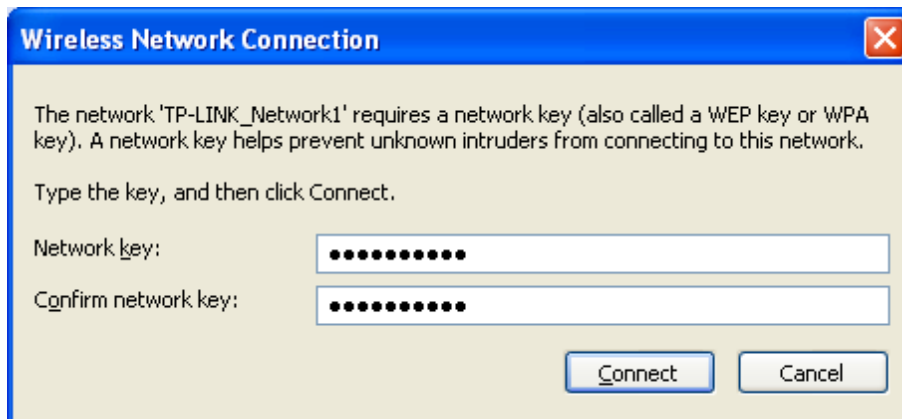 Wireless Network Connection
The network 'TP-LINK_Network1' requires a network key (also called a WEP key or WPA
key). A network key helps prevent unknown intruders from connecting to this network.
Type the key, and then click Connect.
Network key: ●●●●●●●●●●
Confirm network key: ●●●●●●●●●●
Connect Cancel